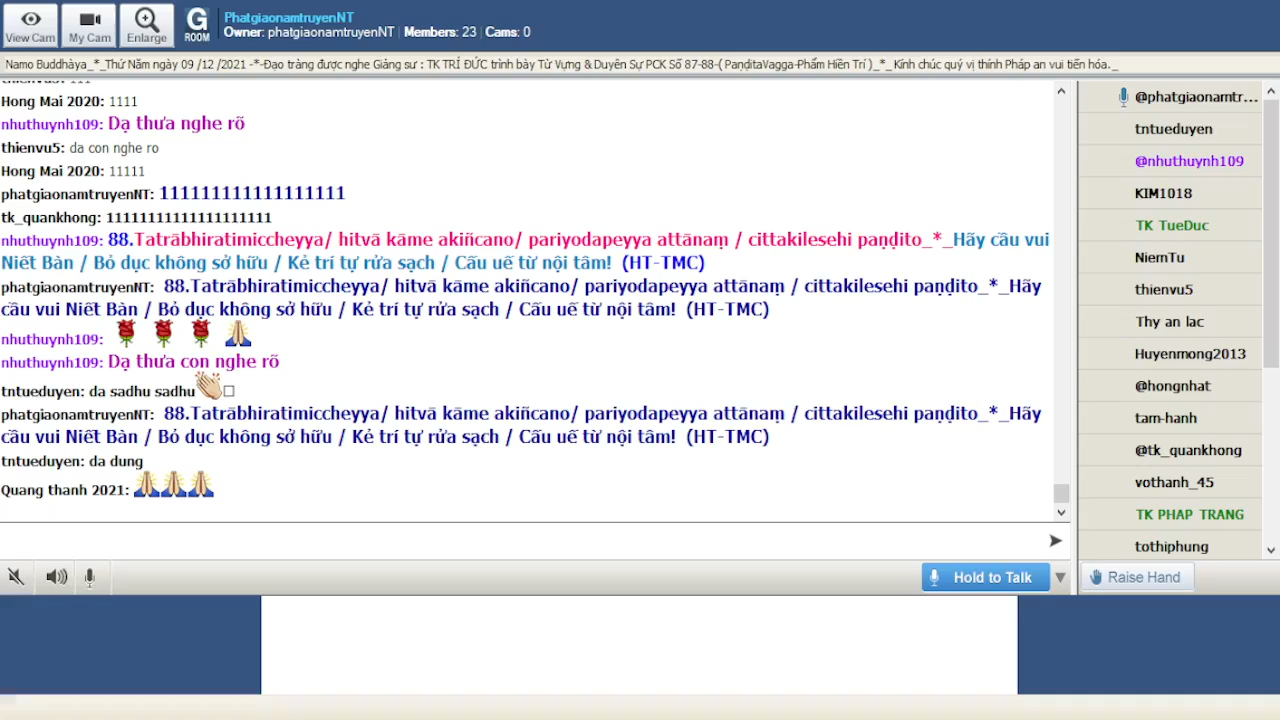 View Cam
My Cam
Enlarge
G
ROOM
PhatgiaonamtruyenNT
Owner: phatgiaonamtruyenNT Members: 23 Cams: 0
Namo Buddhàya_*_Thứ Năm ngày 09 /12 /2021 -*-Đạo tràng được nghe Giảng sư : TK TRÍ ĐỨC trình bày Từ Vựng & Duyên Sự PCK Số 87-88-( PaṇḍitaVagga-Phẩm Hiền Trí )_*_ Kính chúc quý vị thính Pháp an vui tiến hóa._
thienvu5: 111
Hong Mai 2020: 1111
nhuthuynh109: Dạ thưa nghe rõ
thienvu5: da con nghe ro
Hong Mai 2020: 11111
phatgiaonamtruyenNT: 1111111111111111111
tk_quankhong: 11111111111111111111
nhuthuynh109: 88.Tatrābhiratimiccheyya/ hitvā kāme akiñcano/ pariyodapeyya attānaṃ / cittakilesehi paṇḍito_*_Hãy cầu vui
Niết Bàn / Bỏ dục không sở hữu / Kẻ trí tự rửa sạch / Cấu uế từ nội tâm! (HT-TMC)
phatgiaonamtruyenNT: 88.Tatrābhiratimiccheyya/ hitvā kāme akiñcano/ pariyodapeyya attānaṃ / cittakilesehi paṇḍito_*_Hãy
cầu vui Niết Bàn / Bỏ dục không sở hữu / Kẻ trí tự rửa sạch / Cấu uế từ nội tâm! (HT-TMC)
nhuthuynh109:
nhuthuynh109: Dạ thưa con nghe rõ
tntueduyen: da sadhu sadhu
phatgiaonamtruyenNT: 88.Tatrābhiratimiccheyya/ hitvā kāme akiñcano/ pariyodapeyya attānaṃ / cittakilesehi paṇḍito_*_Hãy
cầu vui Niết Bàn / Bỏ dục không sở hữu / Kẻ trí tự rửa sạch / Cấu uế từ nội tâm! (HT-TMC)
tntueduyen: da dung
Quang thanh 2021:
Hold to Talk
@phatgiaonamtr...
tntueduyen
@nhuthuynh109
KIM1018
TK TueDuc
NiemTu
thienvu5
Thy an lac
Huyenmong2013
@hongnhat
tam-hanh
@tk_quankhong
vothanh_45
TK PHAP TRANG
tothiphung
Raise Hand